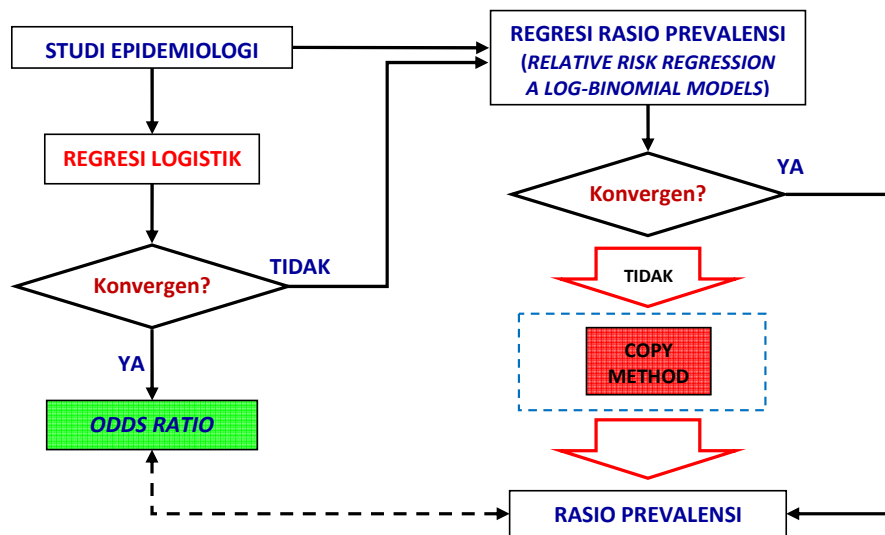 STUDI EPIDEMIOLOGI
REGRESI LOGISTIK
Konvergen?
TIDAK
YA
ODDS RATIO
REGRESI RASIO PREVALENSI
(RELATIVE RISK REGRESSION
A LOG-BINOMIAL MODELS)
Konvergen?
YA
TIDAK
COPY
METHOD
RASIO PREVALENSI